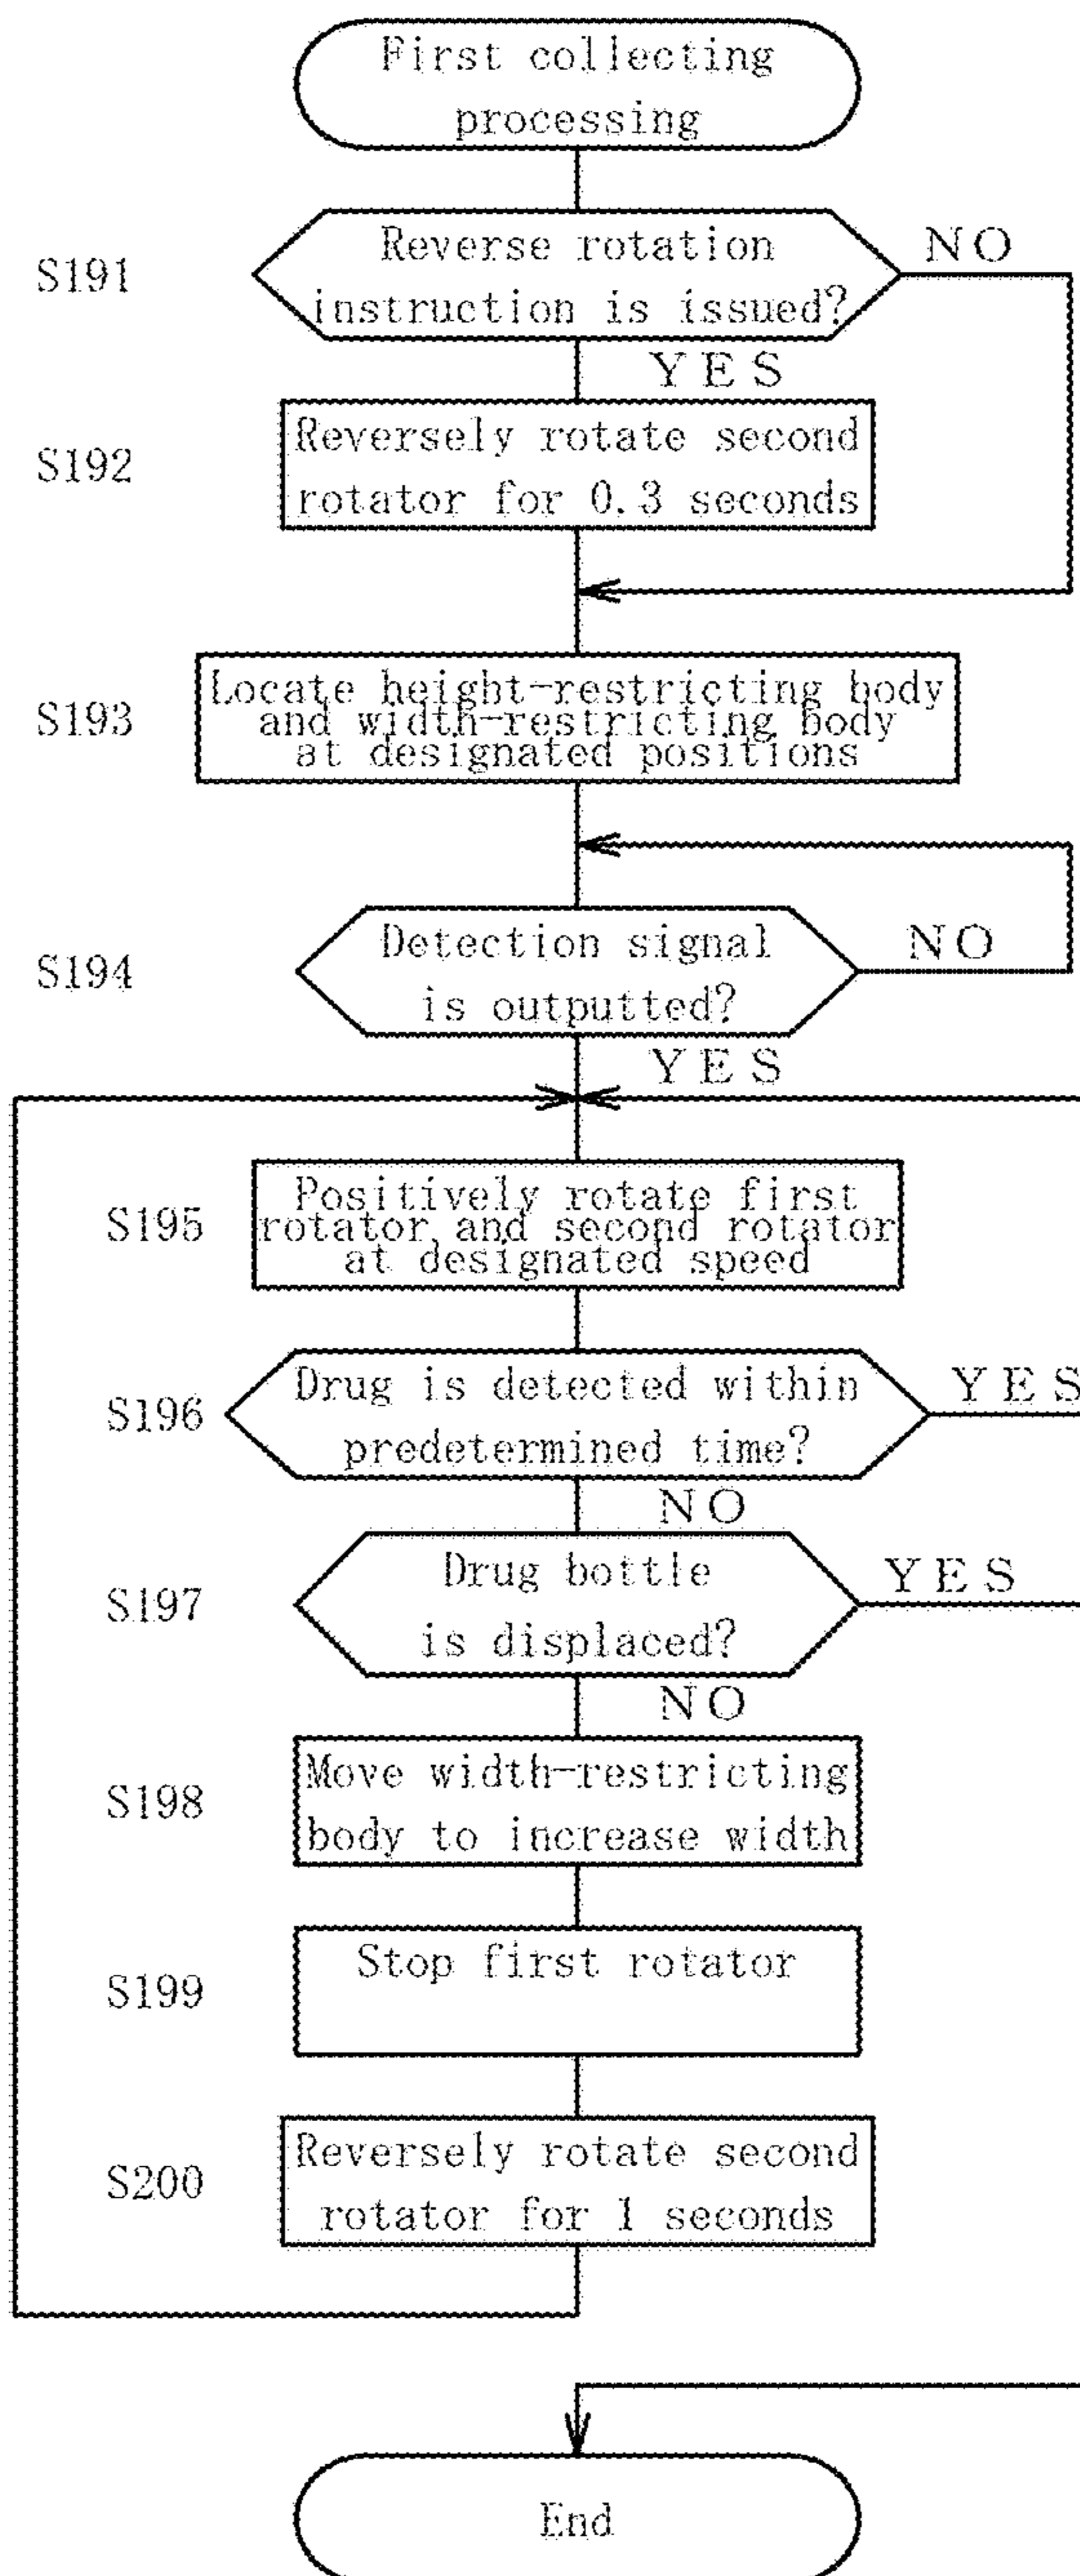 First collecting
processing
S191
Reverse rotation
instruction is issued?
NO
YES
S192
Reversely rotate second
rotator for 0.3 seconds
S193
Locate height-restricting body
and width-restricting body
at designated positions
S194
Detection signal
is outputted?
NO
YES
S195
Positively rotate first
rotator and second rotator
at designated speed
S196
Drug is detected within
predetermined time?
YES
NO
S197
Drug bottle
is displaced?
YES
NO
S198
Move width-restricting
body to increase width
S199
Stop first rotator
S200
Reversely rotate second
rotator for 1 seconds
End